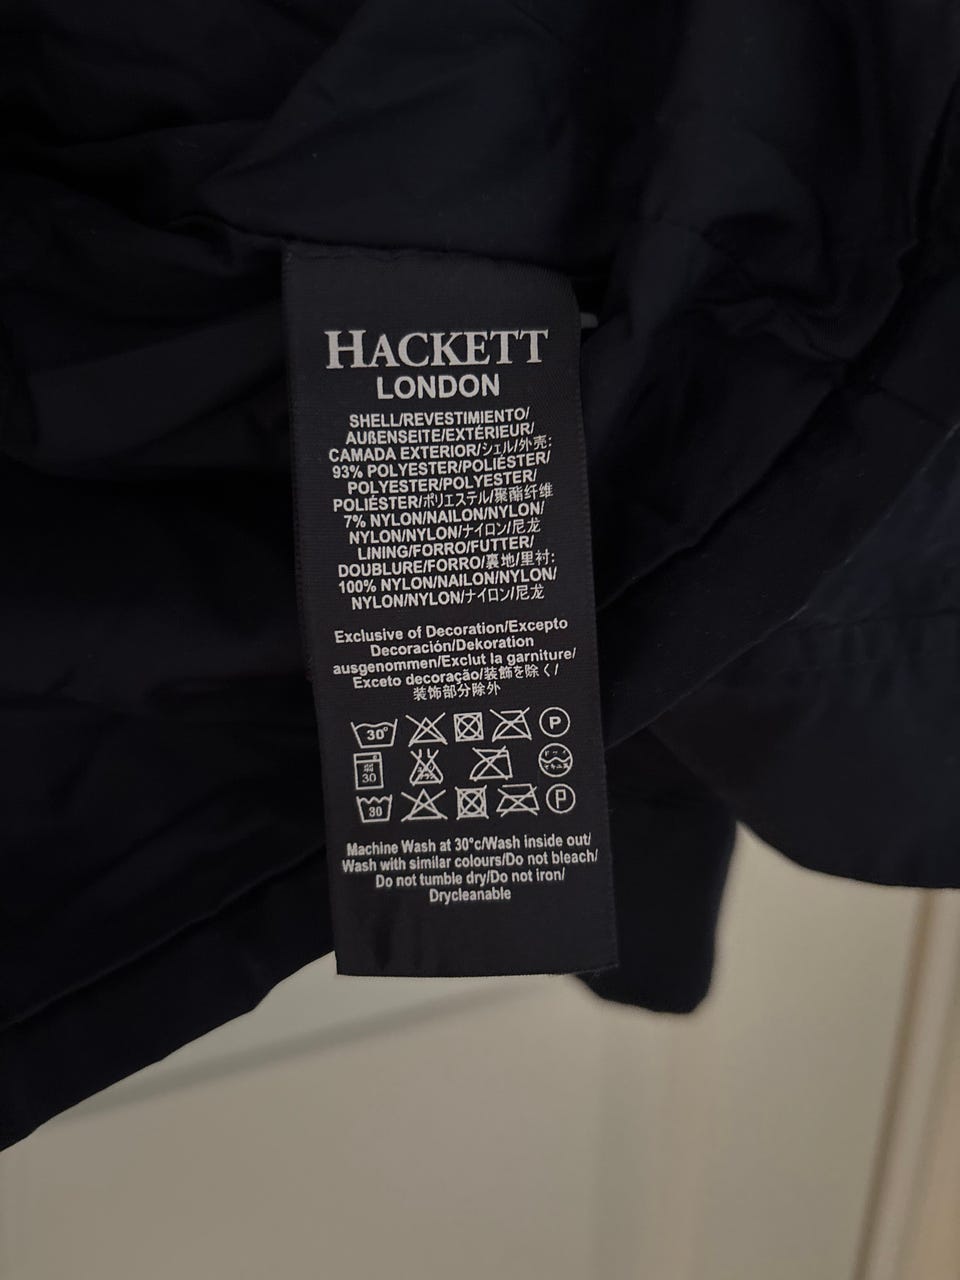 HACKETT
LONDON
SHELL/REVESTIMIENTO/
AUßENSEITE/EXTÉRIEUR/
CAMADA EXTERIOR/シェル/外壳:
93% POLYESTER/POLIÉSTER/
POLYESTER/POLYESTER/
POLIÉSTER/ポリエステル/聚酯纤维
7% NYLON/NAILON/NYLON/
NYLON/NYLON/ナイロン/尼龙
LINING/FORRO/FUTTER/
DOUBLURE/FORRO/裏地/里衬:
100% NYLON/NAILON/NYLON/
NYLON/NYLON/ナイロン/尼龙
Exclusive of Decoration/Excepto
Decoración/Dekoration
ausgenommen/Exclut la garniture/
Exceto decoração/装飾を除く/
装饰部分除外
30° P
30
30 P
Machine Wash at 30°c/Wash inside out/
Wash with similar colours/Do not bleach/
Do not tumble dry/Do not iron/
Drycleanable